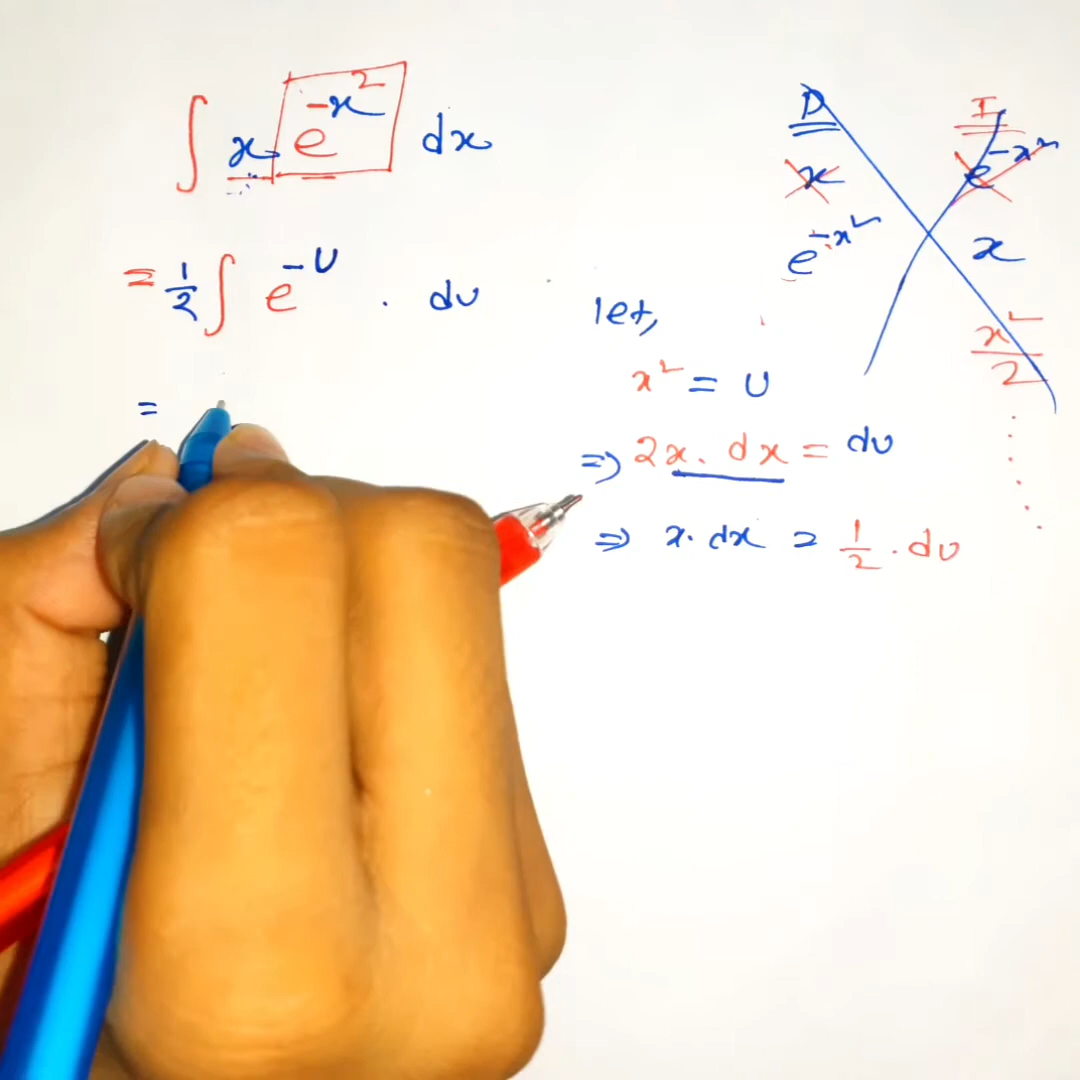 ∫ x e^{-x^2} dx
= 1/2 ∫ e^{-U} . du
=
D I
x e^{-x^2}
e^{-x^2} x
x^2/2
let,
x^2 = U
=> 2x. dx = du
=> x. dx = 1/2 . du